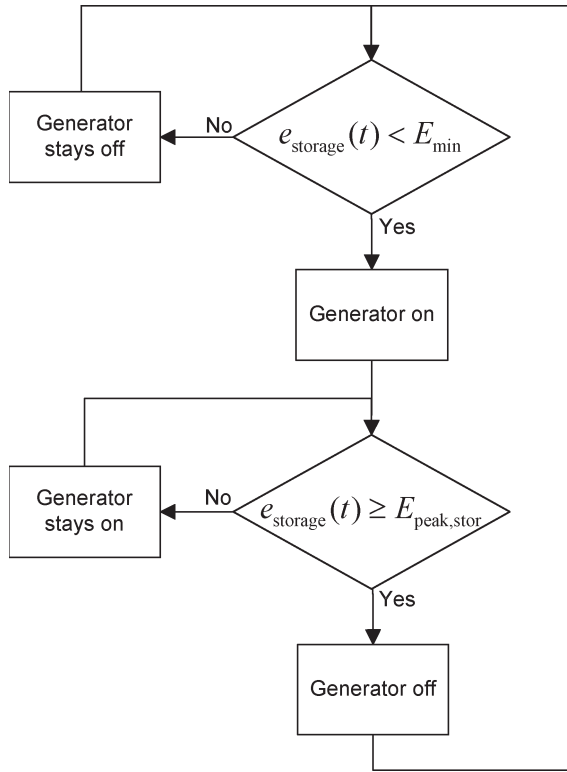 e_storage(t) < E_min
No
Generator
stays off
Yes
Generator on
e_storage(t) ≥ E_peak,stor
No
Generator
stays on
Yes
Generator off